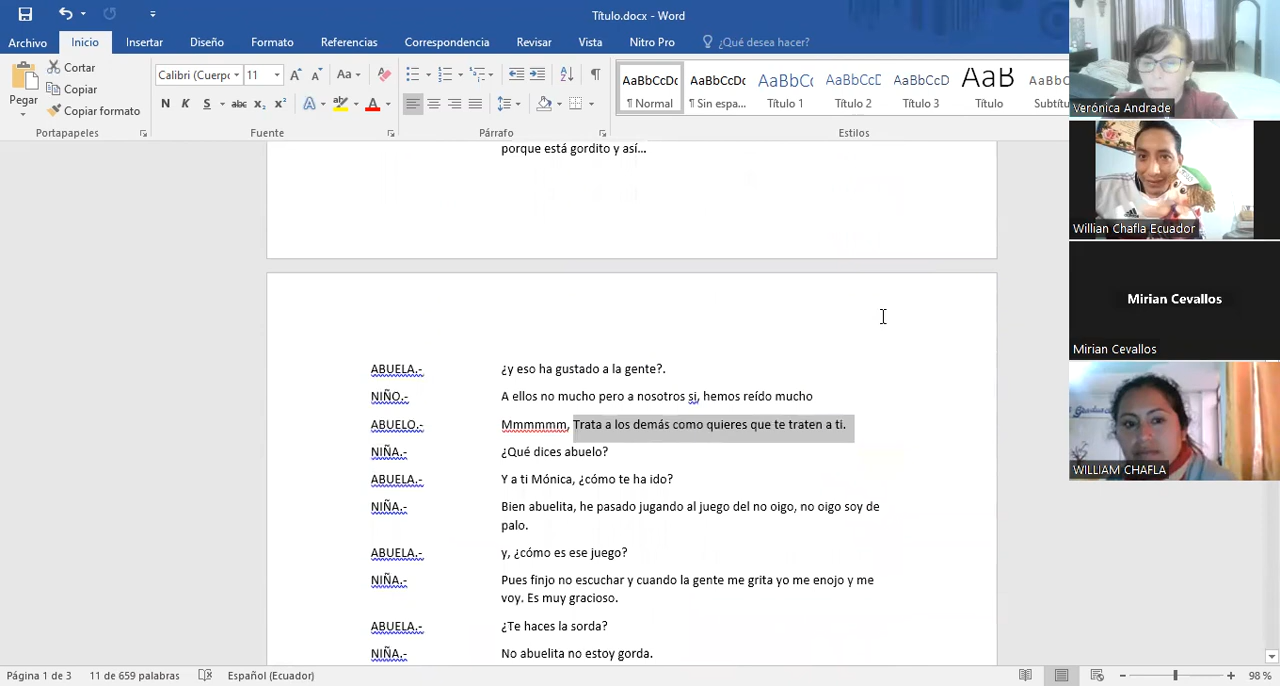 Título.docx - Word
Archivo Inicio Insertar Diseño Formato Referencias Correspondencia Revisar Vista Nitro Pro ¿Qué desea hacer?
Pegar
Cortar
Copiar
Copiar formato
Portapapeles
Calibri (Cuerpo 11
Aa
N K S abc x₂ x² A A
Fuente
Párrafo
AaBbCcDc AaBbCcDc AaBbCcC AaBbCcC AaBbCcD AaB AaBbCcD
¶ Normal ¶ Sin espa... Título 1 Título 2 Título 3 Título Subtítu
Estilos
porque está gordito y así...
ABUELA.- ¿y eso ha gustado a la gente?.
NIÑO.- A ellos no mucho pero a nosotros si, hemos reído mucho
ABUELO.- Mmmmmm, Trata a los demás como quieres que te traten a ti.
NIÑA.- ¿Qué dices abuelo?
ABUELA.- Y a ti Mónica, ¿cómo te ha ido?
NIÑA.- Bien abuelita, he pasado jugando al juego del no oigo, no oigo soy de
palo.
ABUELA.- y, ¿cómo es ese juego?
NIÑA.- Pues finjo no escuchar y cuando la gente me grita yo me enojo y me
voy. Es muy gracioso.
ABUELA.- ¿Te haces la sorda?
NIÑA.- No abuelita no estoy gorda.
Página 1 de 3 11 de 659 palabras Español (Ecuador) 98 %
Verónica Andrade
Willian Chafla Ecuador
Mirian Cevallos
Mirian Cevallos
WILLIAM CHAFLA